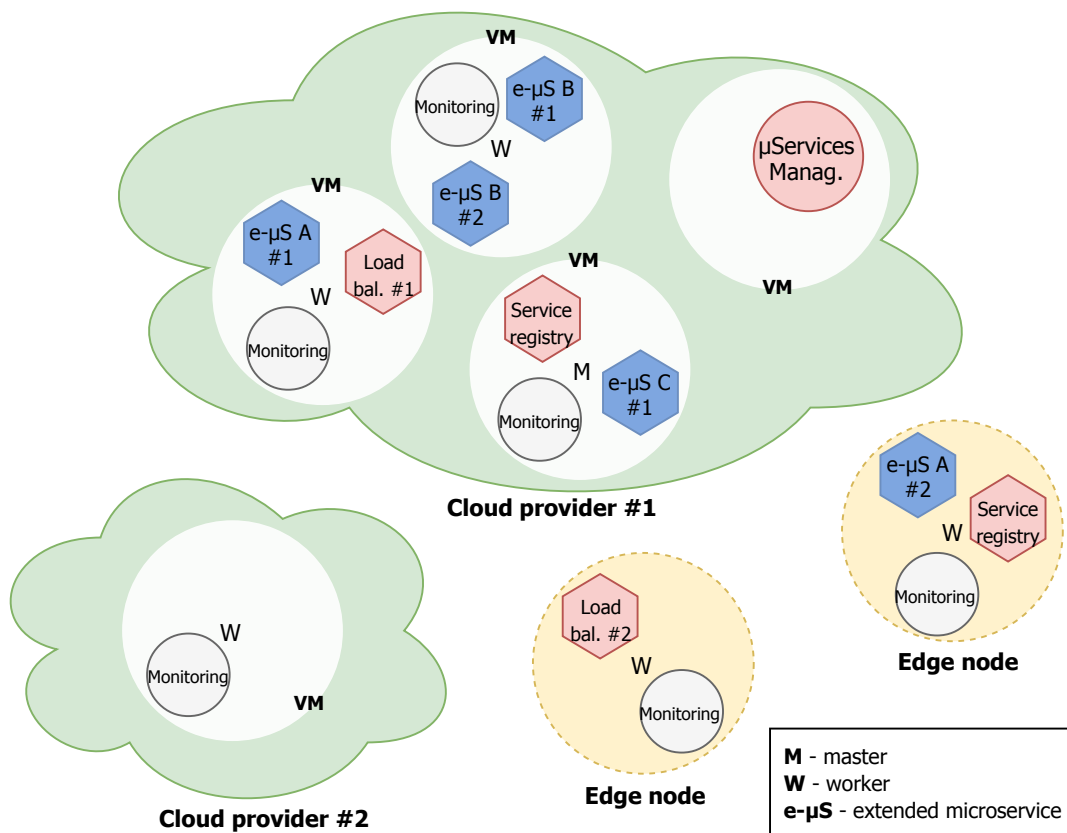 VM
Monitoring
e-µS B
#1
W
e-µS B
#2
µServices
Manag.
VM
VM
e-µS A
#1
Load
bal. #1
W
Monitoring
VM
Service
registry
M
e-µS C
#1
Monitoring
Cloud provider #1
e-µS A
#2
Service
registry
W
Monitoring
Edge node
W
Monitoring
VM
Cloud provider #2
Load
bal. #2
W
Monitoring
Edge node
M - master
W - worker
e-µS - extended microservice